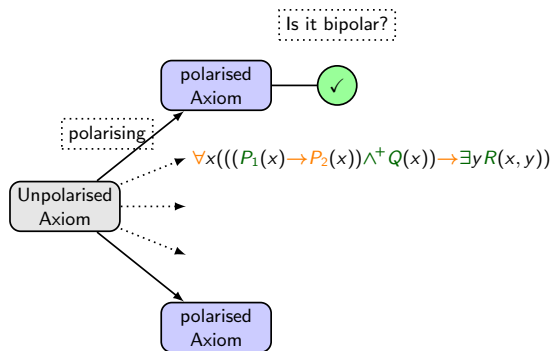 Is it bipolar?
polarised
Axiom
✓
polarising
∀x(((P₁(x)→P₂(x))∧⁺Q(x))→∃yR(x, y))
Unpolarised
Axiom
polarised
Axiom